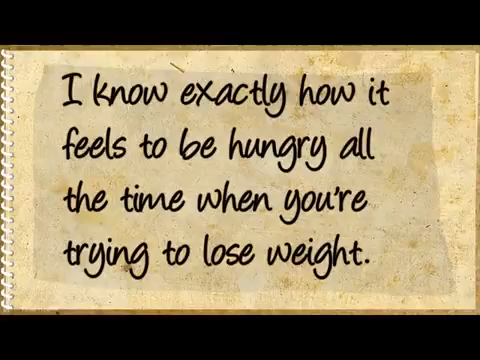 I know exactly how it
feels to be hungry all
the time when you're
trying to lose weight.